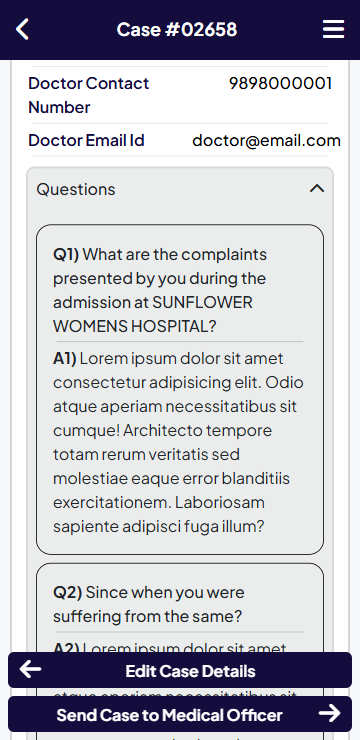 Case #02658
Doctor Contact 9898000001
Number
Doctor Email Id doctor@email.com
Questions
Q1) What are the complaints
presented by you during the
admission at SUNFLOWER
WOMENS HOSPITAL?
A1) Lorem ipsum dolor sit amet
consectetur adipisicing elit. Odio
atque aperiam necessitatibus sit
cumque! Architecto tempore
totam rerum veritatis sed
molestiae eaque error blanditiis
exercitationem. Laboriosam
sapiente adipisci fuga illum?
Q2) Since when you were
suffering from the same?
A2) Lorem ipsum dolor sit amet
Edit Case Details
atque aperiam necessitatibus sit
Send Case to Medical Officer